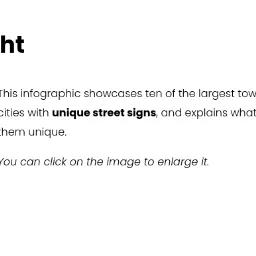 ht
This infographic showcases ten of the largest tow
cities with unique street signs, and explains what
them unique.
You can click on the image to enlarge it.